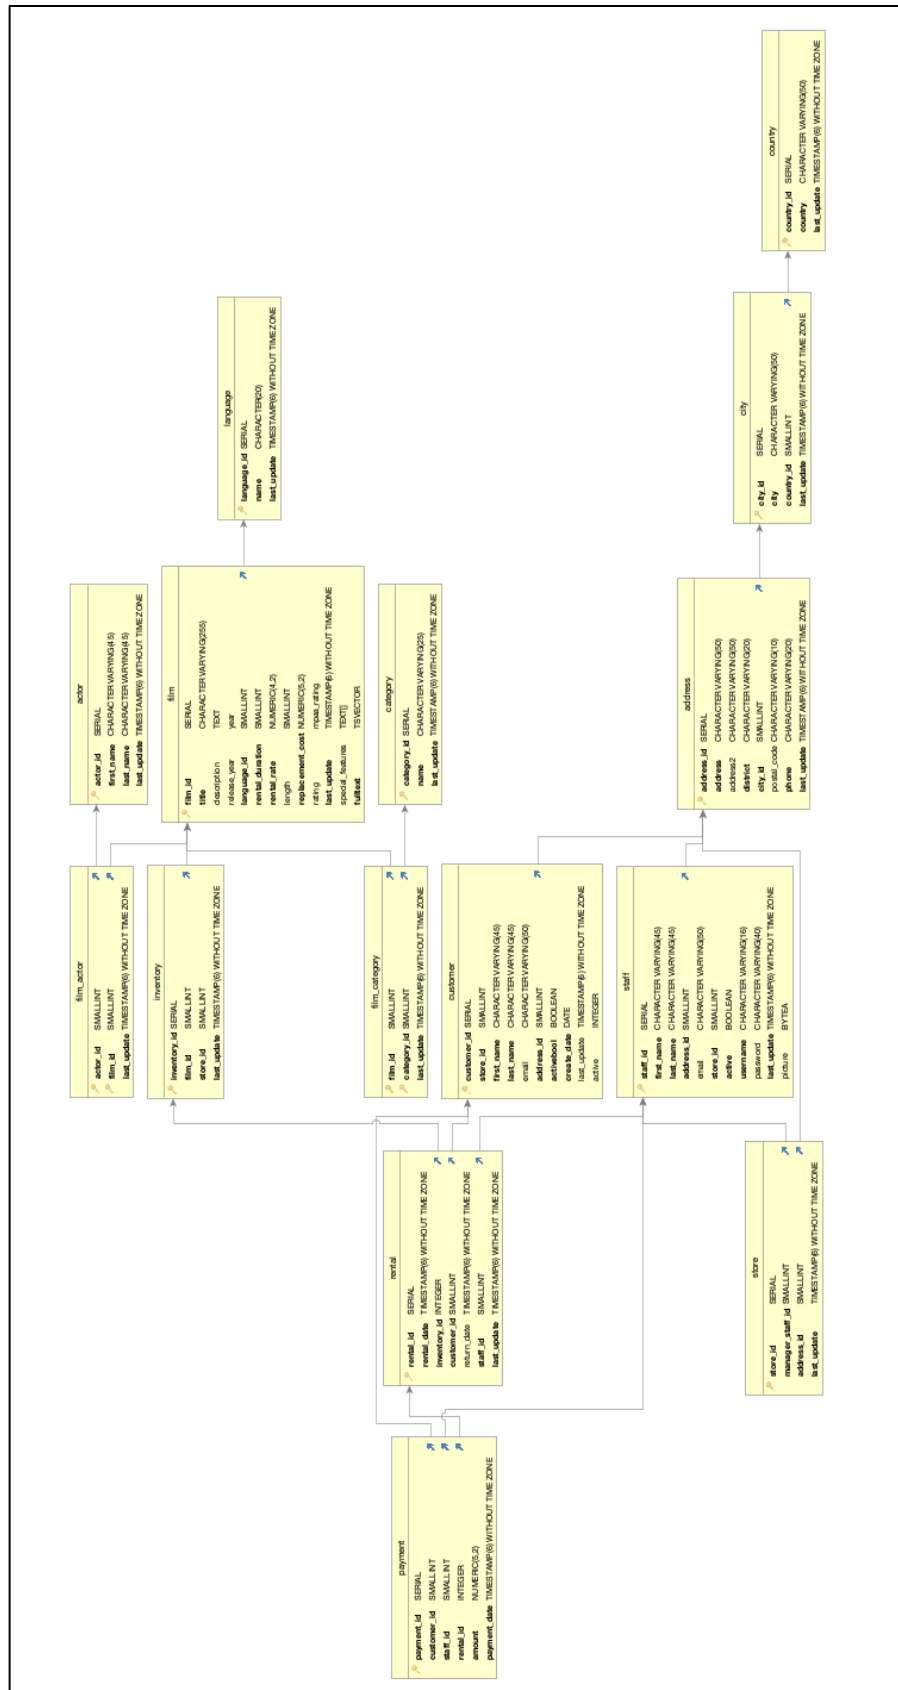 payment
payment_id SERIAL
customer_id SMALLINT
staff_id SMALLINT
rental_id INTEGER
amount NUMERIC(5,2)
payment_date TIMESTAMP(6) WITHOUT TIME ZONE
rental
rental_id SERIAL
rental_date TIMESTAMP(6) WITHOUT TIME ZONE
inventory_id INTEGER
customer_id SMALLINT
return_date TIMESTAMP(6) WITHOUT TIME ZONE
staff_id SMALLINT
last_update TIMESTAMP(6) WITHOUT TIME ZONE
store
store_id SERIAL
manager_staff_id SMALLINT
address_id SMALLINT
last_update TIMESTAMP(6) WITHOUT TIME ZONE
film_actor
actor_id SMALLINT
film_id SMALLINT
last_update TIMESTAMP(6) WITHOUT TIME ZONE
inventory
inventory_id SERIAL
film_id SMALLINT
store_id SMALLINT
last_update TIMESTAMP(6) WITHOUT TIME ZONE
film_category
film_id SMALLINT
category_id SMALLINT
last_update TIMESTAMP(6) WITHOUT TIME ZONE
customer
customer_id SERIAL
store_id SMALLINT
first_name CHARACTER VARYING(45)
last_name CHARACTER VARYING(45)
email CHARACTER VARYING(50)
address_id SMALLINT
activebool BOOLEAN
create_date DATE
last_update TIMESTAMP(6) WITHOUT TIME ZONE
active INTEGER
staff
staff_id SERIAL
first_name CHARACTER VARYING(45)
last_name CHARACTER VARYING(45)
address_id SMALLINT
email CHARACTER VARYING(50)
store_id SMALLINT
active BOOLEAN
username CHARACTER VARYING(16)
password CHARACTER VARYING(40)
last_update TIMESTAMP(6) WITHOUT TIME ZONE
picture BYTEA
actor
actor_id SERIAL
first_name CHARACTER VARYING(45)
last_name CHARACTER VARYING(45)
last_update TIMESTAMP(6) WITHOUT TIME ZONE
film
film_id SERIAL
title CHARACTER VARYING(255)
description TEXT
release_year year
language_id SMALLINT
rental_duration SMALLINT
rental_rate NUMERIC(4,2)
length SMALLINT
replacement_cost NUMERIC(5,2)
rating mpaa_rating
last_update TIMESTAMP(6) WITHOUT TIME ZONE
special_features TEXT[]
fulltext TSVECTOR
category
category_id SERIAL
name CHARACTER VARYING(25)
last_update TIMESTAMP(6) WITHOUT TIME ZONE
address
address_id SERIAL
address CHARACTER VARYING(50)
address2 CHARACTER VARYING(50)
district CHARACTER VARYING(20)
city_id SMALLINT
postal_code CHARACTER VARYING(10)
phone CHARACTER VARYING(20)
last_update TIMESTAMP(6) WITHOUT TIME ZONE
language
language_id SERIAL
name CHARACTER(20)
last_update TIMESTAMP(6) WITHOUT TIME ZONE
city
city_id SERIAL
city CHARACTER VARYING(50)
country_id SMALLINT
last_update TIMESTAMP(6) WITHOUT TIME ZONE
country
country_id SERIAL
country CHARACTER VARYING(50)
last_update TIMESTAMP(6) WITHOUT TIME ZONE